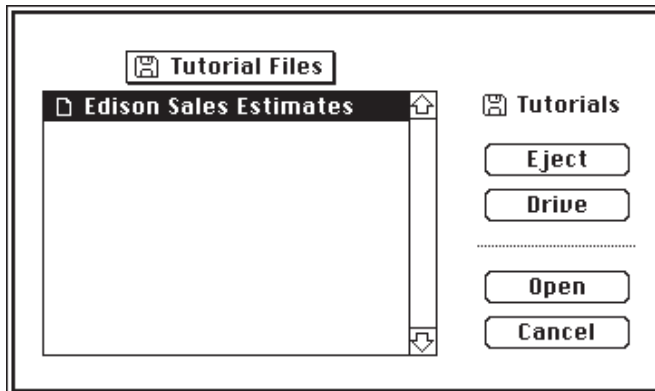 Tutorial Files
Edison Sales Estimates
Tutorials
Eject
Drive
Open
Cancel